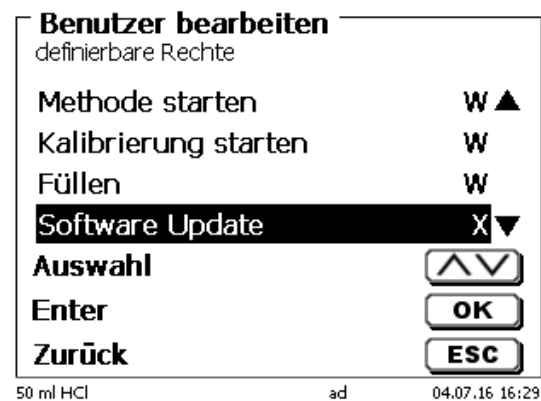 Benutzer bearbeiten
definierbare Rechte
Methode starten W ▲
Kalibrierung starten W
Füllen W
Software Update X ▼
Auswahl
Enter OK
Zurück ESC
50 ml HCl ad 04.07.16 16:29